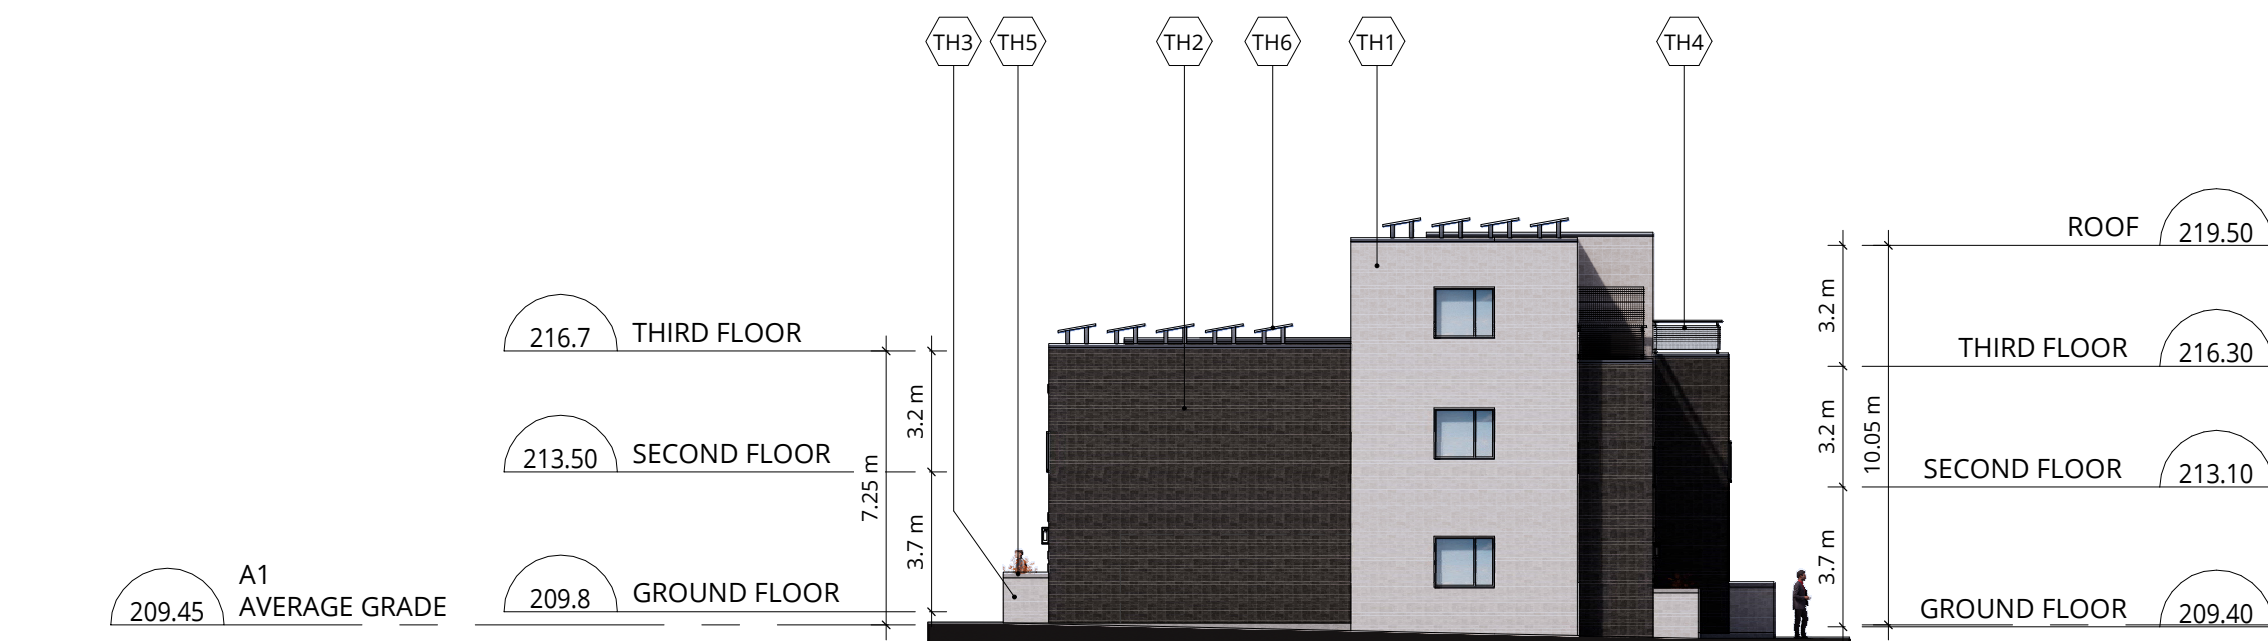 TH3 TH5 TH2 TH6 TH1 TH4
ROOF 219.50
3.2 m
216.7 THIRD FLOOR
THIRD FLOOR 216.30
3.2 m
3.2 m
10.05 m
213.50 SECOND FLOOR
SECOND FLOOR 213.10
7.25 m
3.7 m
3.7 m
A1
209.45 AVERAGE GRADE
209.8 GROUND FLOOR
GROUND FLOOR 209.40